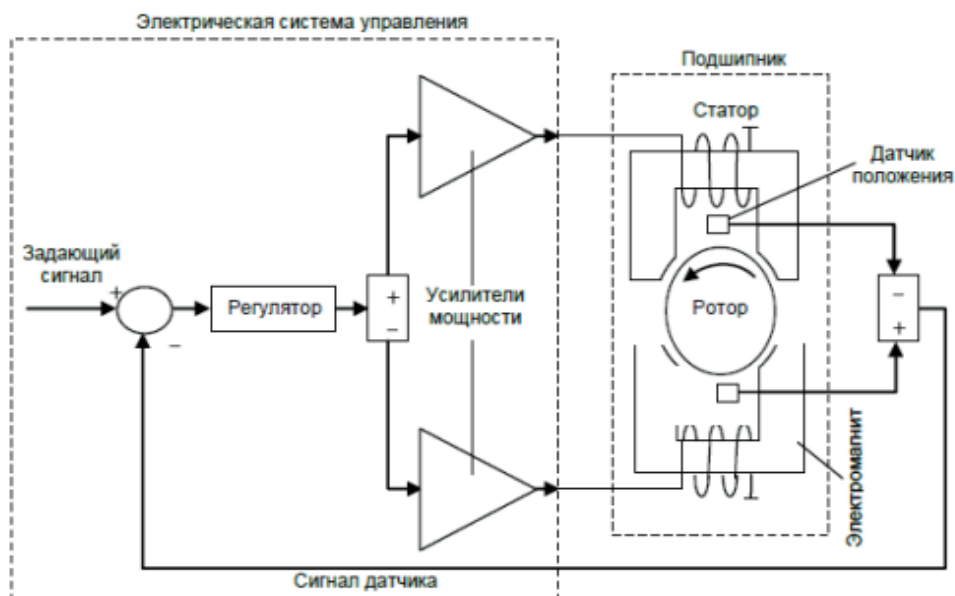 Электрическая система управления
Подшипник
Статор
Датчик
положения
Задающий
сигнал
+
−
Регулятор
+
−
Усилители
мощности
Ротор
−
+
Электромагнит
Сигнал датчика